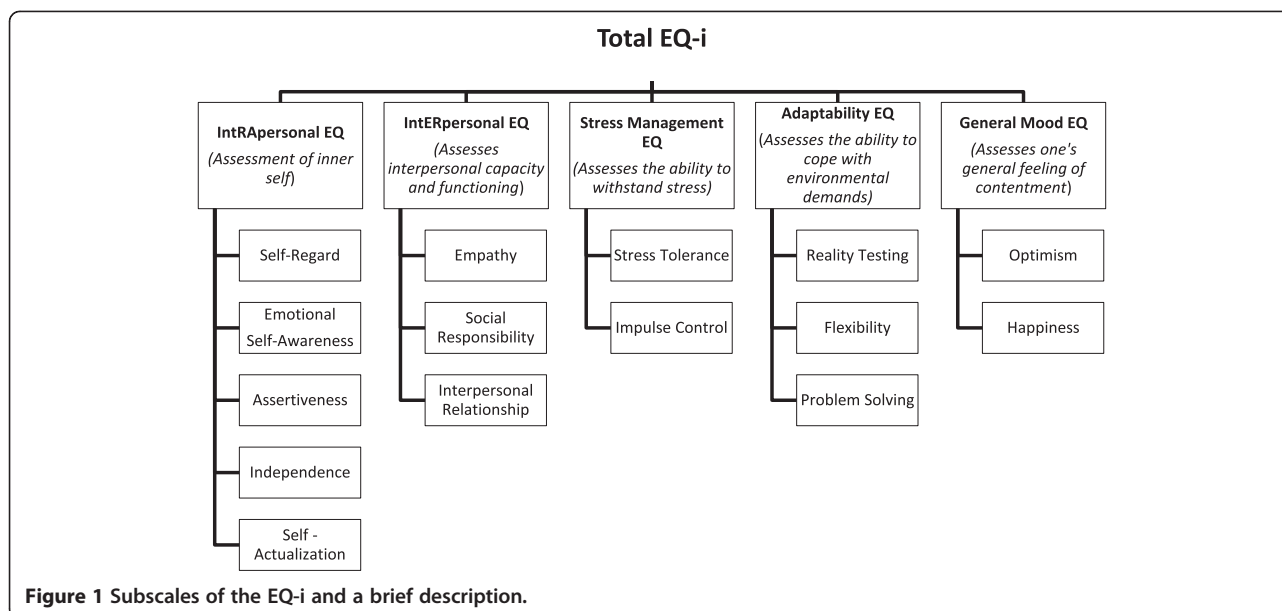 Total EQ-i
IntRApersonal EQ
(Assessment of inner
self)
IntERpersonal EQ
(Assesses
interpersonal capacity
and functioning)
Stress Management
EQ
(Assesses the ability to
withstand stress)
Adaptability EQ
(Assesses the ability to
cope with
environmental
demands)
General Mood EQ
(Assesses one's
general feeling of
contentment)
Self-Regard
Emotional
Self-Awareness
Assertiveness
Independence
Self -
Actualization
Empathy
Social
Responsibility
Interpersonal
Relationship
Stress Tolerance
Impulse Control
Reality Testing
Flexibility
Problem Solving
Optimism
Happiness
Figure 1 Subscales of the EQ-i and a brief description.